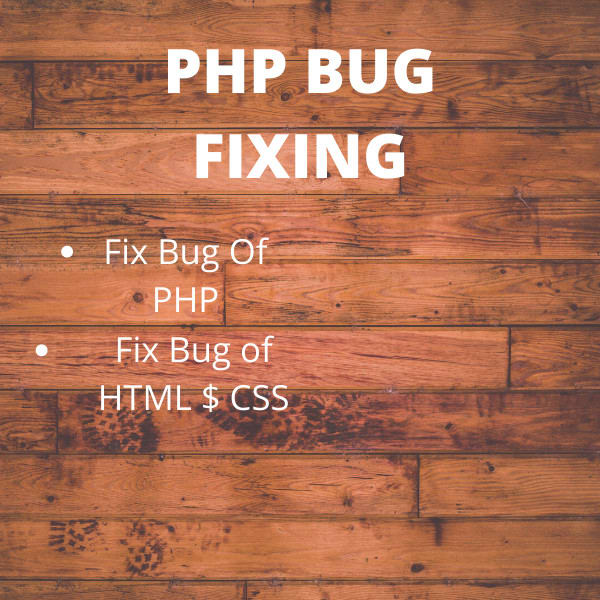 PHP BUG
FIXING
• Fix Bug Of
PHP
• Fix Bug of
HTML $ CSS